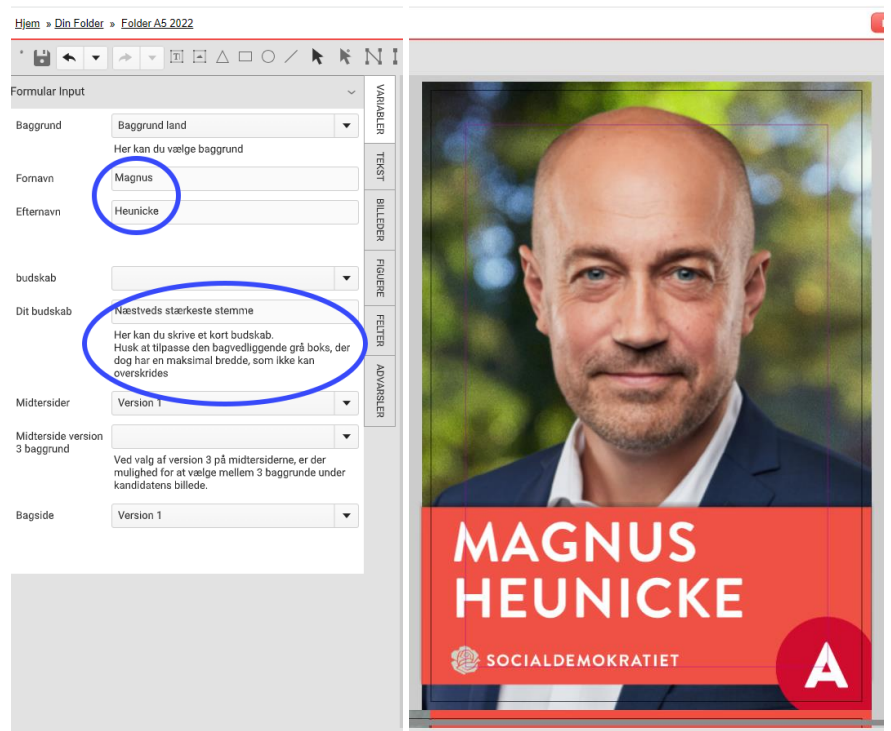 Hjem » Din Folder » Folder A5 2022
T
Formular Input
Baggrund
Baggrund land
Her kan du vælge baggrund
Fornavn
Magnus
Efternavn
Heunicke
budskab
Dit budskab
Næstveds stærkeste stemme
Her kan du skrive et kort budskab.
Husk at tilpasse den bagvedliggende grå boks, der
dog har en maksimal bredde, som ikke kan
overskrides
Midtersider
Version 1
Midterside version
3 baggrund
Ved valg af version 3 på midtersiderne, er der
mulighed for at vælge mellem 3 baggrunde under
kandidatens billede.
Bagside
Version 1
VARIABLER
TEKST
BILLEDER
FIGUERE
FELTER
ADVARSLER
MAGNUS
HEUNICKE
SOCIALDEMOKRATIET
A